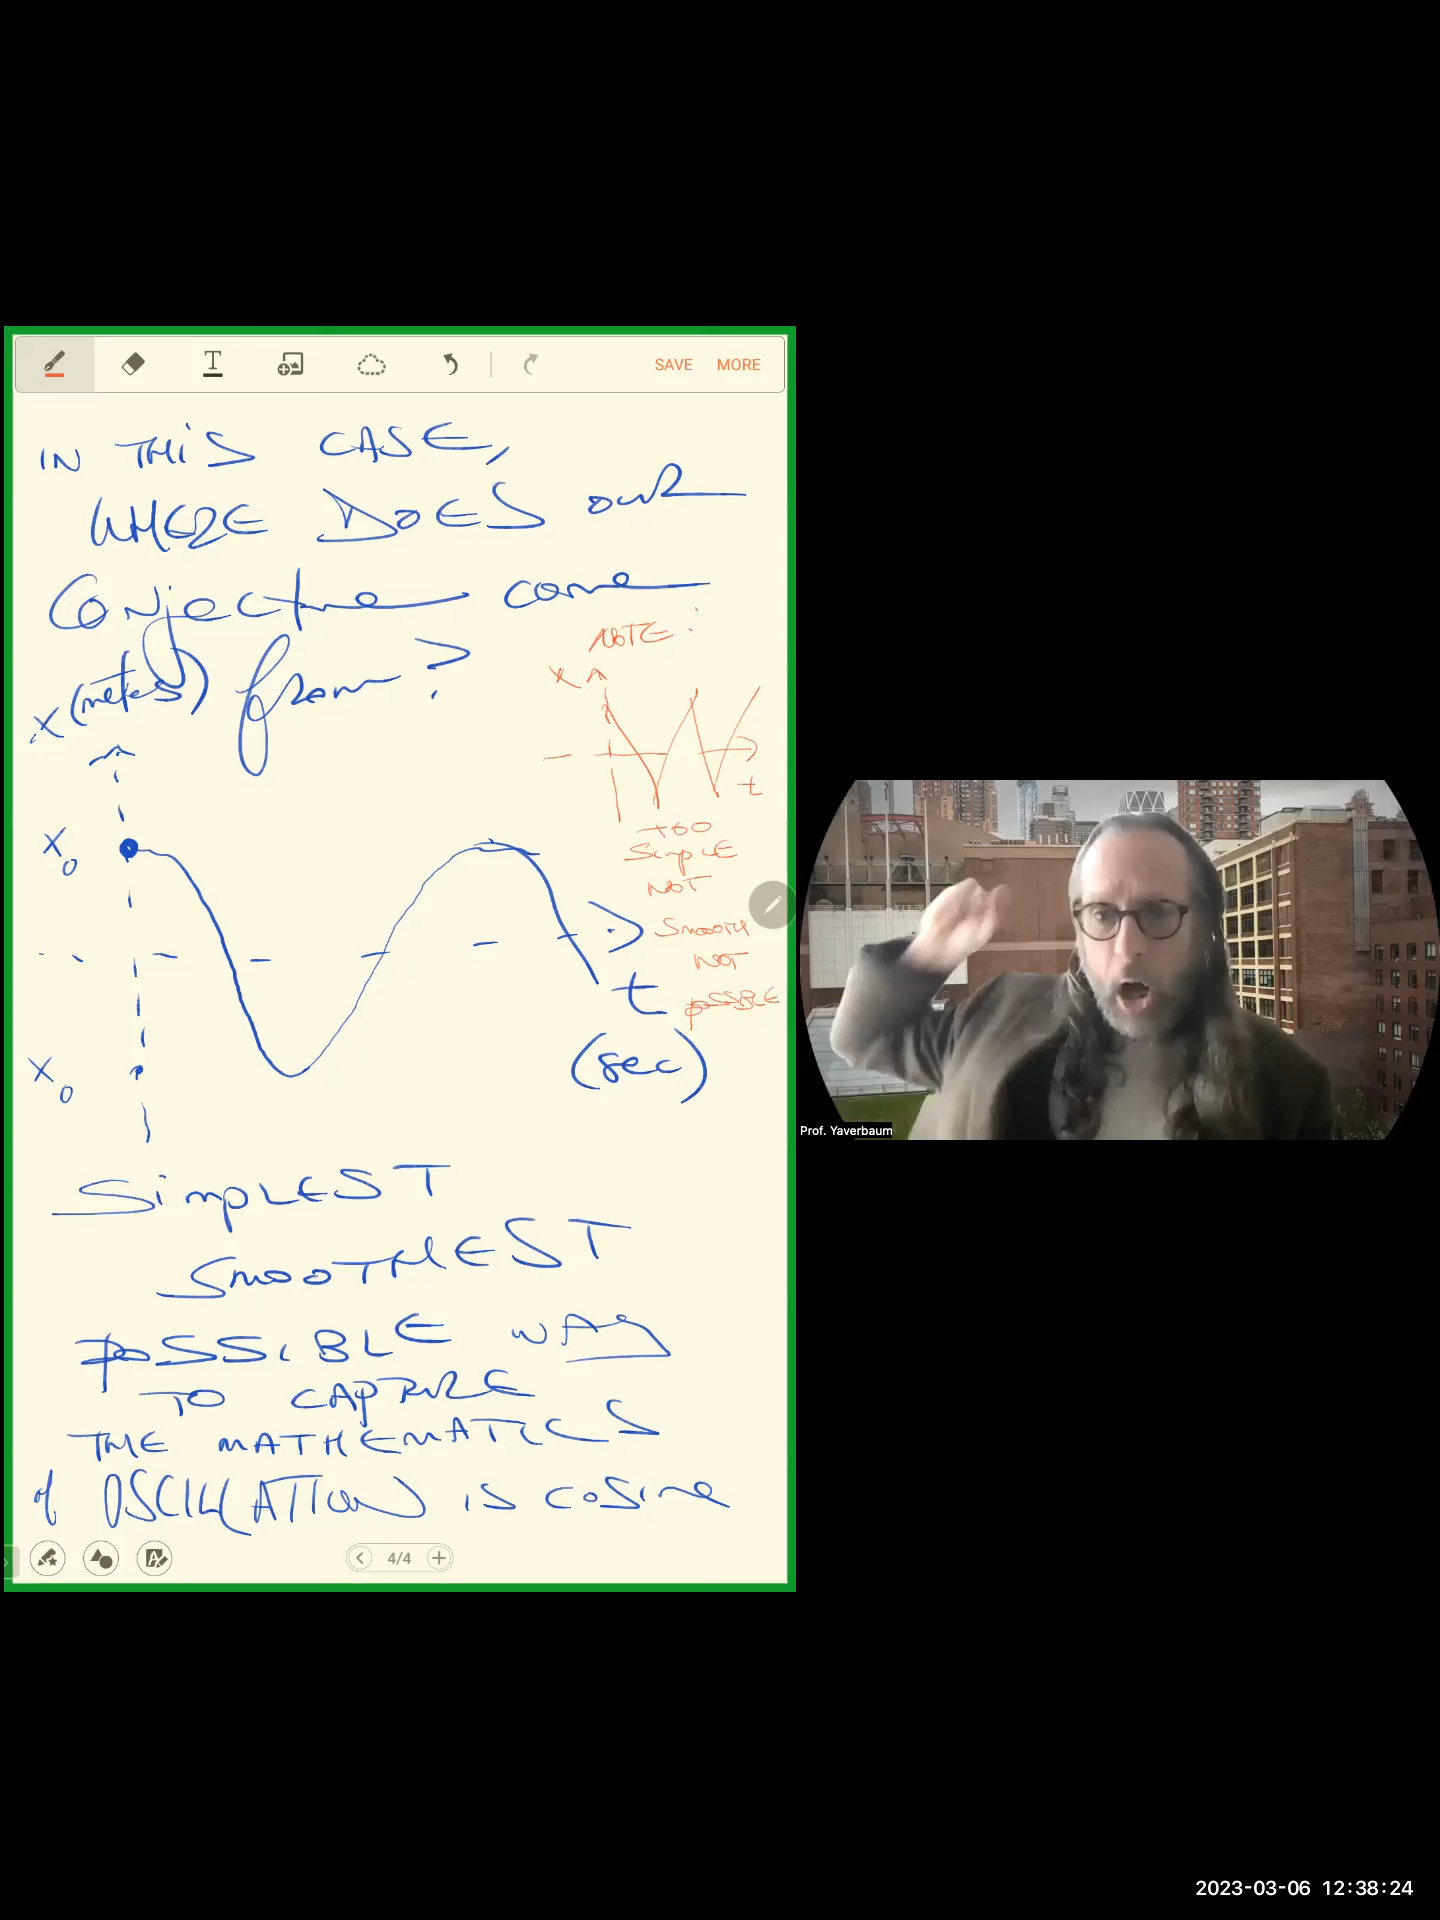 SAVE MORE
IN THIS CASE,
WHERE DOES our
Conjecture come
from?
NOTE:
x
t
too
Simple
NOT
Smooth
NOT
possible
x (meters)
x0
x0
t
(sec)
SimplEST
SmOOTHEST
possiBLE way
TO CAPTURE
THE MATHEMATICS
of OSCILLATION is cosine
4/4
Prof. Yaverbaum
2023-03-06 12:38:24